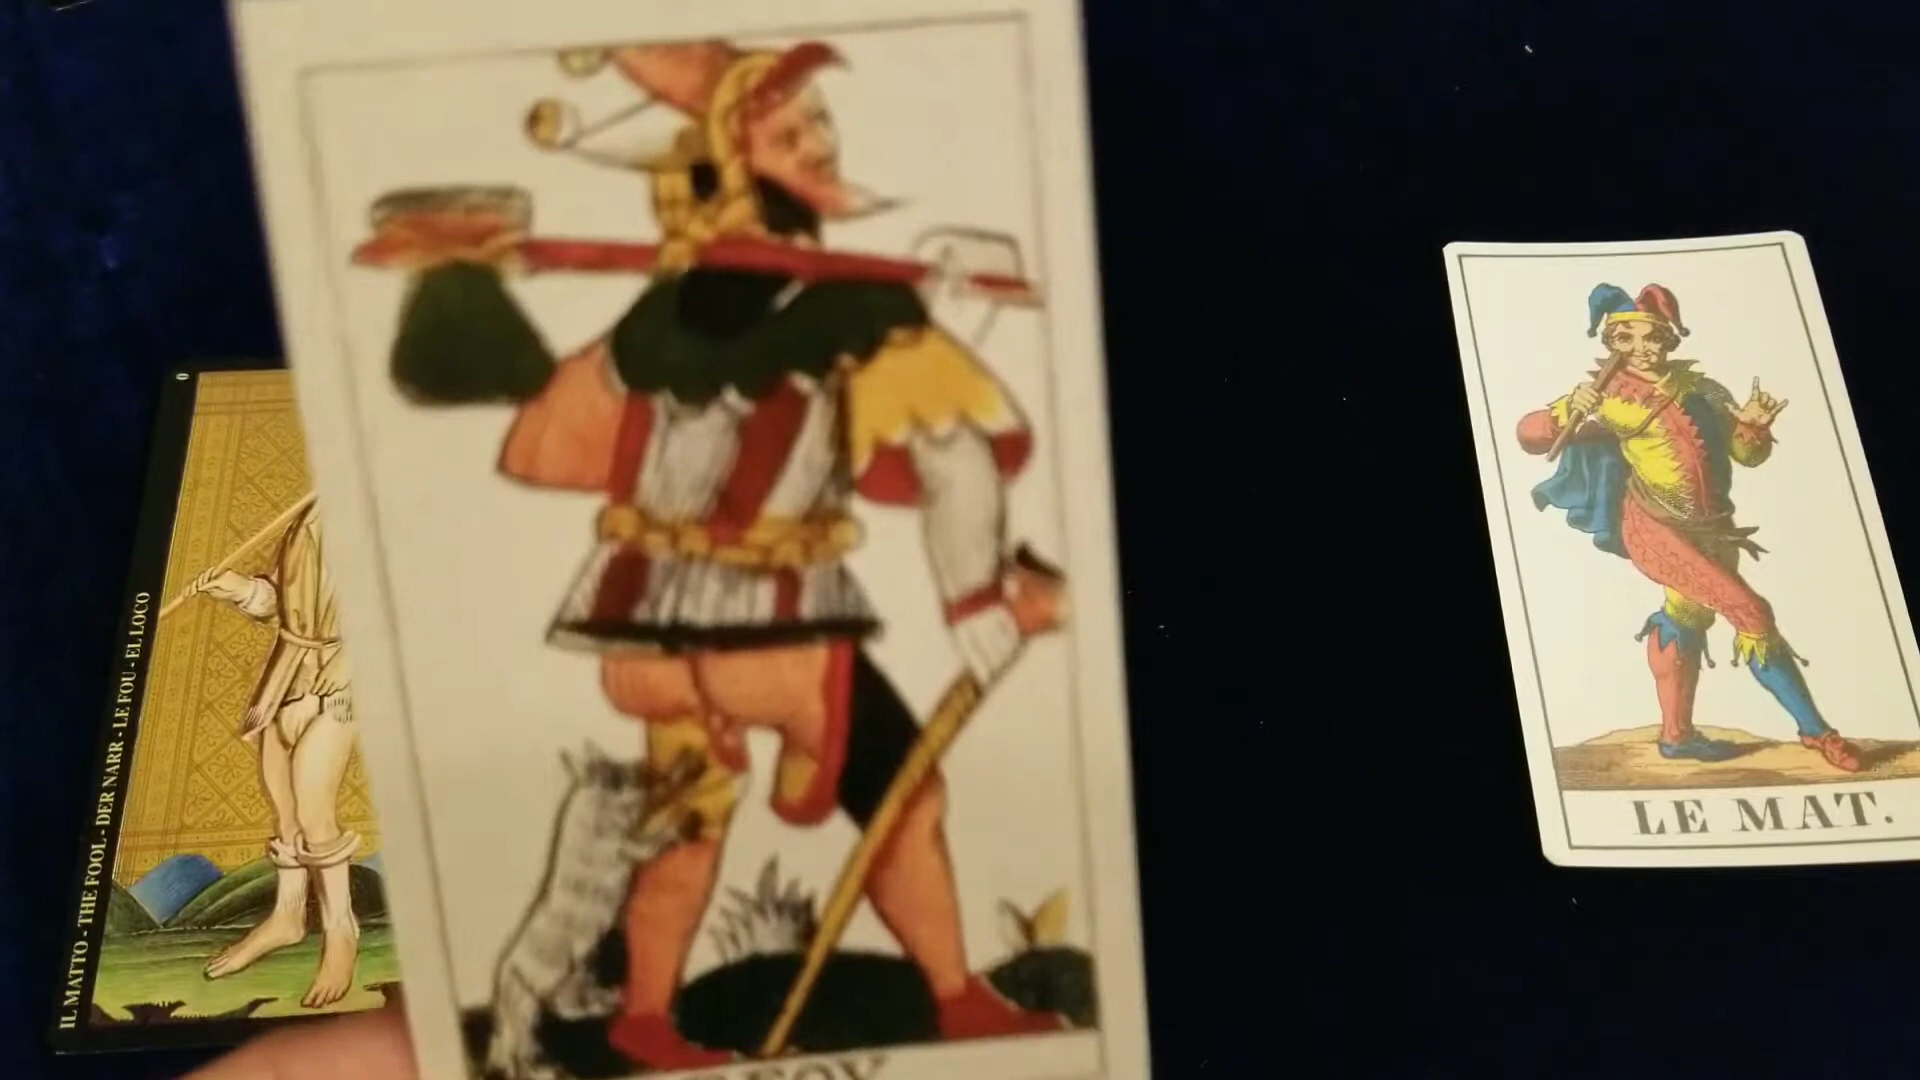 0
IL MATTO - THE FOOL - DER NARR - LE FOU - EL LOCO
LE MAT.